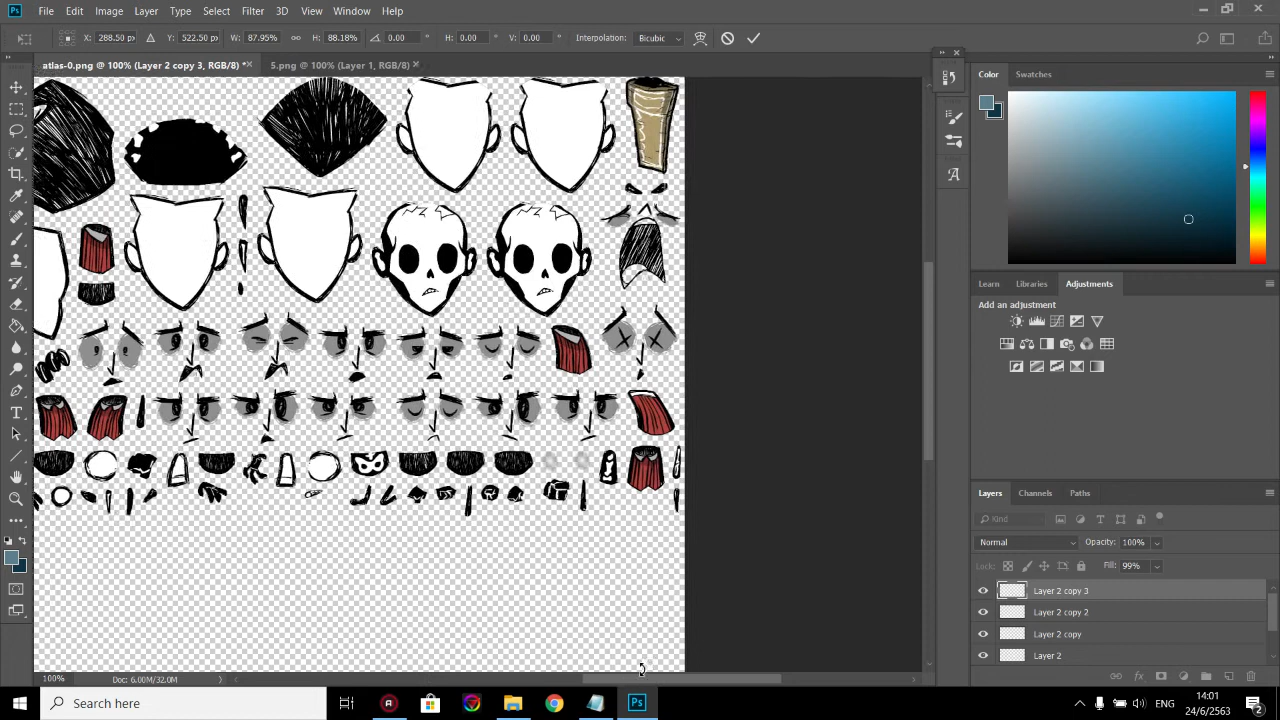 Ps File Edit Image Layer Type Select Filter 3D View Window Help
X: 288.50 px Y: 522.50 px W: 87.95% H: 88.18% 0.00 ° H: 0.00 ° V: 0.00 ° Interpolation: Bicubic
atlas-0.png @ 100% (Layer 2 copy 3, RGB/8) * 5.png @ 100% (Layer 1, RGB/8)
Color Swatches
Learn Libraries Adjustments
Add an adjustment
Layers Channels Paths
Kind
Normal Opacity: 100%
Lock: Fill: 99%
Layer 2 copy 3
Layer 2 copy 2
Layer 2 copy
Layer 2
100% Doc: 6.00M/32.0M
Search here Ps ENG 14:01
24/6/2563 2